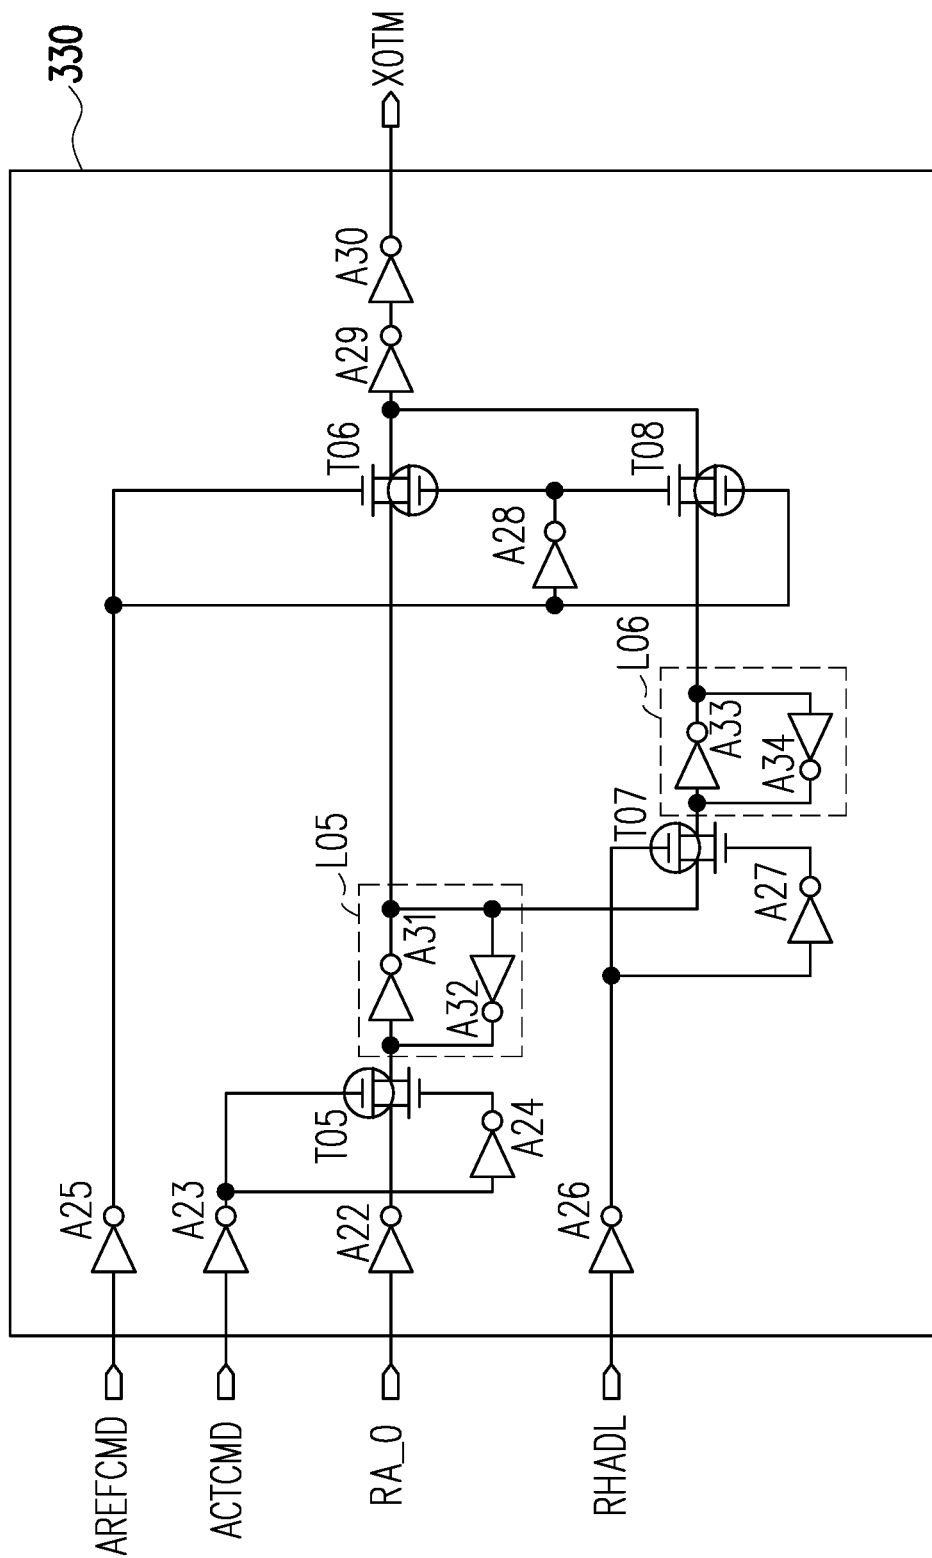 330
X0TM
A30
A29
T06
T08
A28
L06
A33
A34
T07
L05
A31
A32
A27
T05
A24
A25
A23
A22
A26
AREFCMD
ACTCMD
RA_0
RHADL